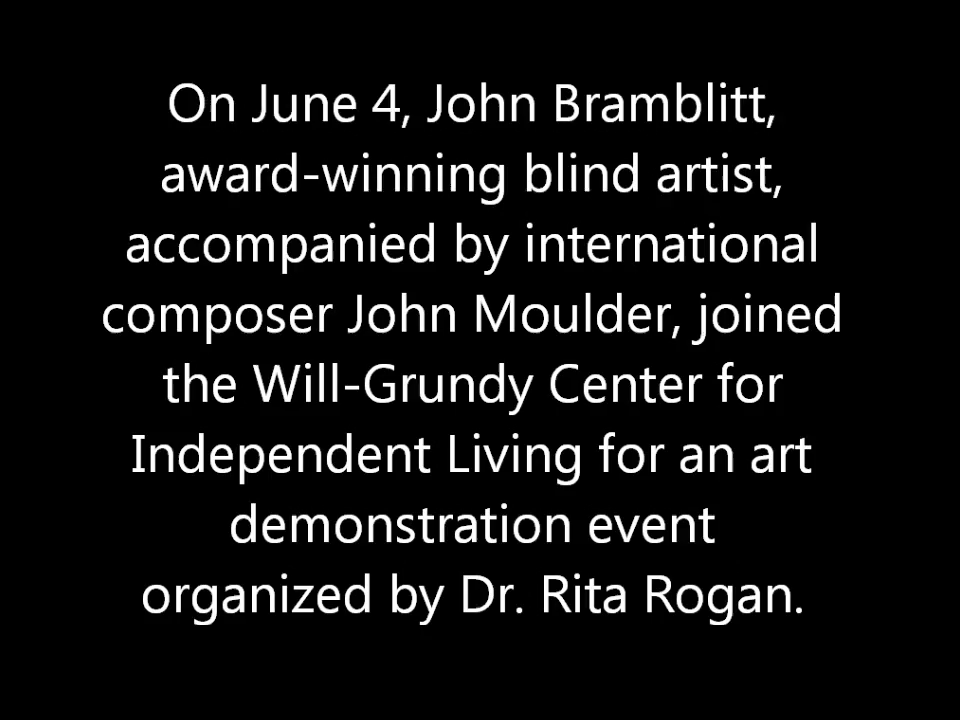 On June 4, John Bramblitt,
award-winning blind artist,
accompanied by international
composer John Moulder, joined
the Will-Grundy Center for
Independent Living for an art
demonstration event
organized by Dr. Rita Rogan.